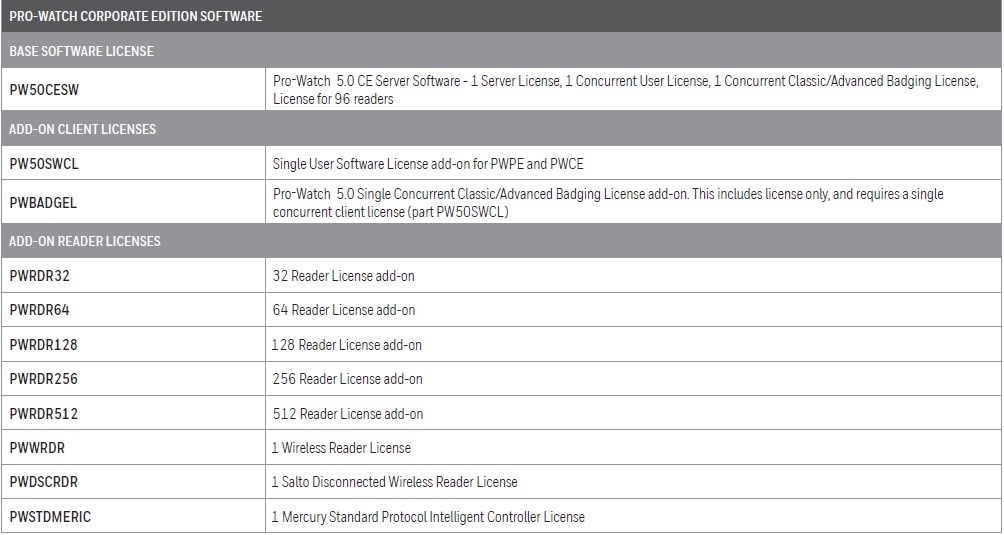 PRO-WATCH CORPORATE EDITION SOFTWARE
BASE SOFTWARE LICENSE
PW50CESW
Pro-Watch 5.0 CE Server Software - 1 Server License, 1 Concurrent User License, 1 Concurrent Classic/Advanced Badging License,
License for 96 readers
ADD-ON CLIENT LICENSES
PW50SWCL
Single User Software License add-on for PWPE and PWCE
PWBADGEL
Pro-Watch 5.0 Single Concurrent Classic/Advanced Badging License add-on. This includes license only, and requires a single
concurrent client license (part PW50SWCL)
ADD-ON READER LICENSES
PWRDR32
32 Reader License add-on
PWRDR64
64 Reader License add-on
PWRDR128
128 Reader License add-on
PWRDR256
256 Reader License add-on
PWRDR512
512 Reader License add-on
PWWRDR
1 Wireless Reader License
PWDSCRDR
1 Salto Disconnected Wireless Reader License
PWSTDMERIC
1 Mercury Standard Protocol Intelligent Controller License